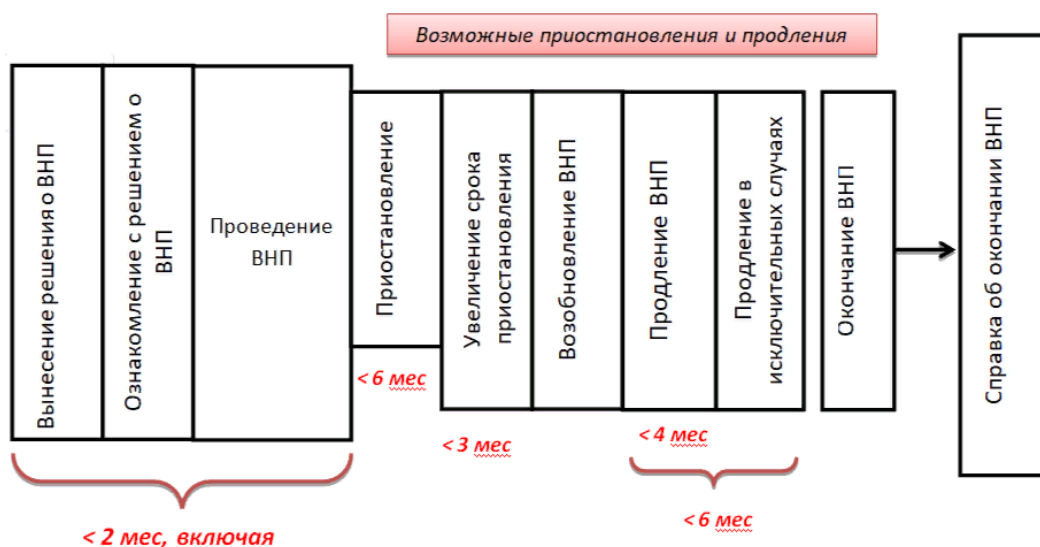 Возможные приостановления и продления
Вынесение решения о ВНП
Ознакомление с решением о
ВНП
Проведение
ВНП
Приостановление
Увеличение срока
приостановления
Возобновление ВНП
Продление ВНП
Продление в
исключительных случаях
Окончание ВНП
Справка об окончании ВНП
< 6 мес
< 3 мес
< 4 мес
< 6 мес
< 2 мес, включая